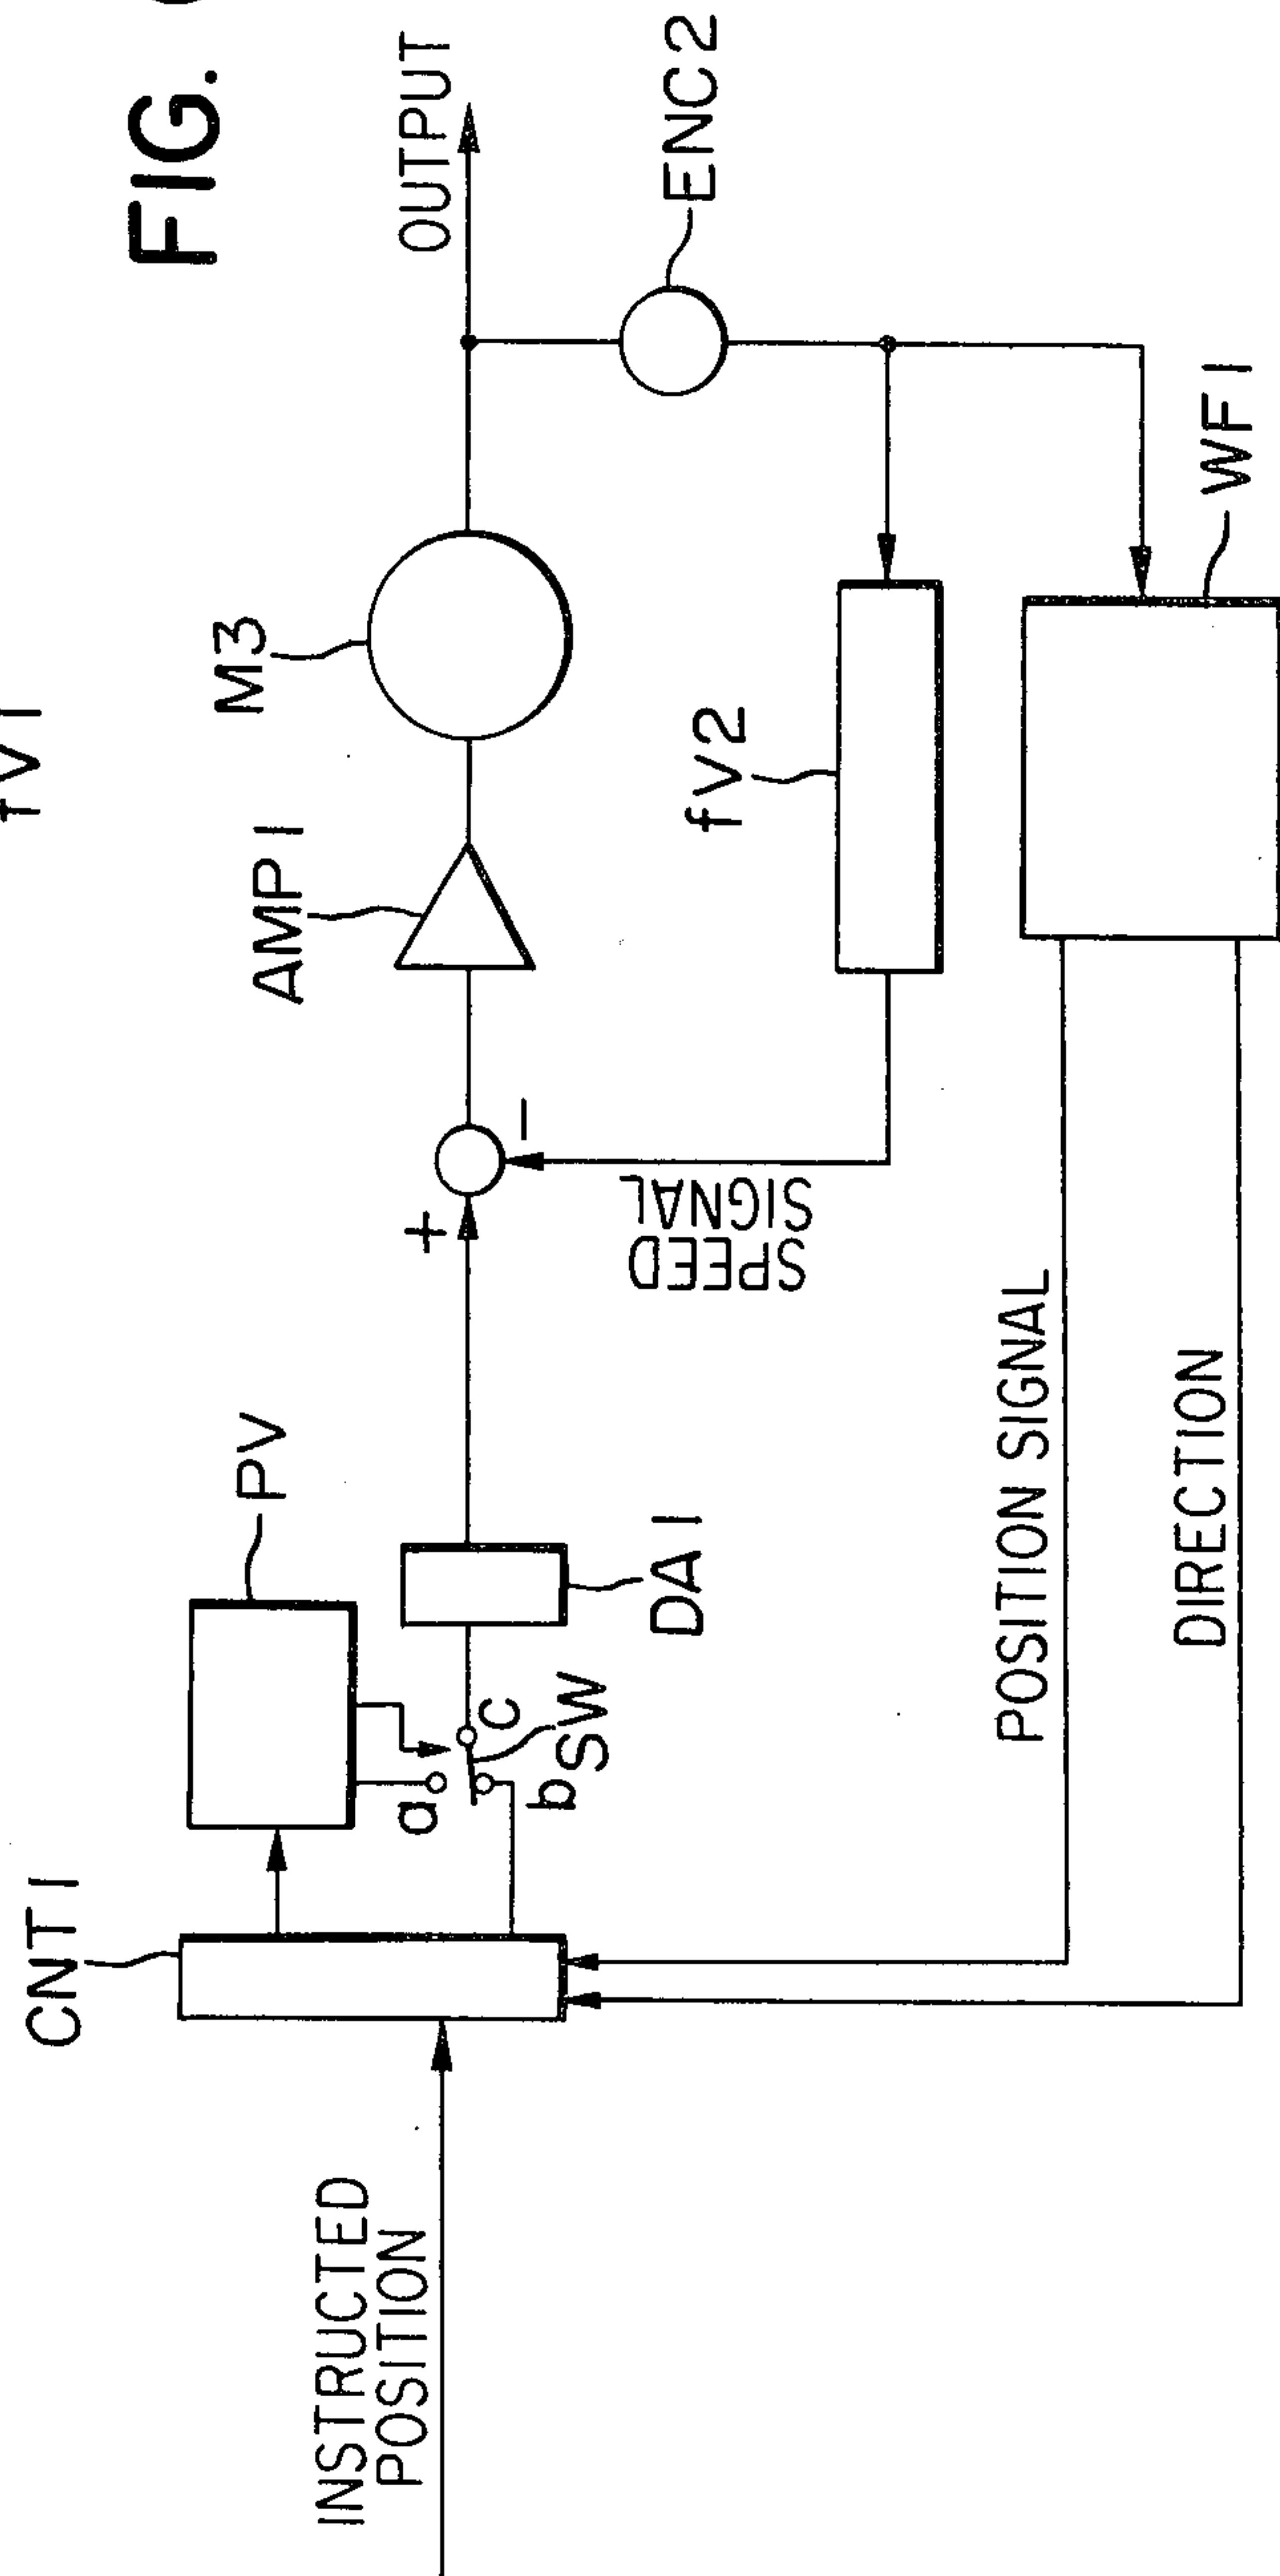 FIG.
fV1
OUTPUT
ENC2
M3
AMP1
fV2
WF1
+
−
SPEED
SIGNAL
PV
DA1
a
b
c
SW
CNT1
POSITION SIGNAL
DIRECTION
INSTRUCTED
POSITION